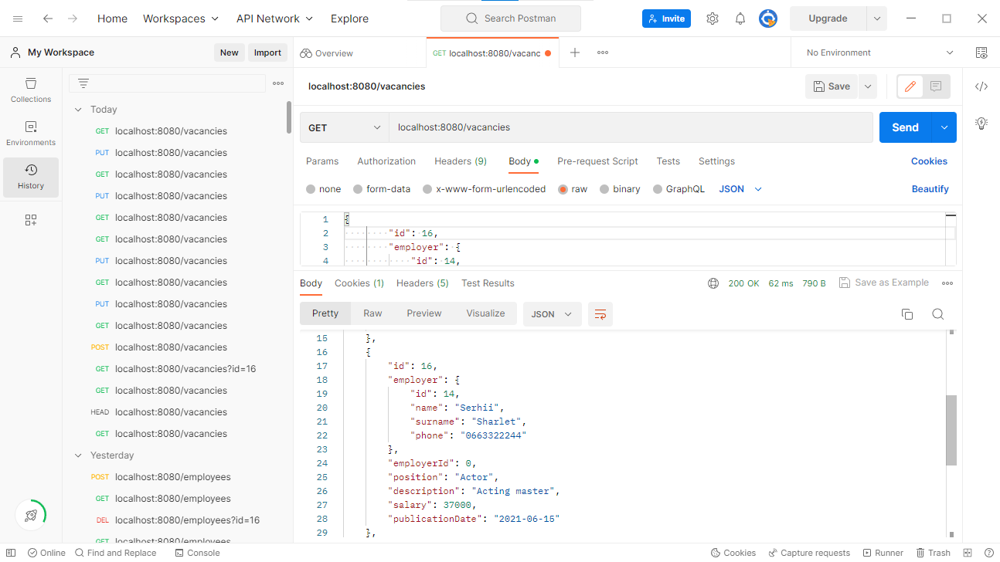 Home Workspaces API Network Explore Search Postman Invite Upgrade
My Workspace New Import Overview GET localhost:8080/vacanc No Environment
Collections
Environments
History
Today
GET localhost:8080/vacancies
PUT localhost:8080/vacancies
GET localhost:8080/vacancies
PUT localhost:8080/vacancies
GET localhost:8080/vacancies
GET localhost:8080/vacancies
PUT localhost:8080/vacancies
GET localhost:8080/vacancies
PUT localhost:8080/vacancies
GET localhost:8080/vacancies
POST localhost:8080/vacancies
GET localhost:8080/vacancies?id=16
GET localhost:8080/vacancies
HEAD localhost:8080/vacancies
GET localhost:8080/vacancies
Yesterday
POST localhost:8080/employees
GET localhost:8080/employees
DEL localhost:8080/employees?id=16
GET localhost:8080/employees
localhost:8080/vacancies Save
GET localhost:8080/vacancies Send
Params Authorization Headers (9) Body Pre-request Script Tests Settings Cookies
none form-data x-www-form-urlencoded raw binary GraphQL JSON Beautify
1 {
2 "id": 16,
3 "employer": {
4 "id": 14,
Body Cookies (1) Headers (5) Test Results 200 OK 62 ms 790 B Save as Example
Pretty Raw Preview Visualize JSON
15 },
16 {
17 "id": 16,
18 "employer": {
19 "id": 14,
20 "name": "Serhii",
21 "surname": "Sharlet",
22 "phone": "0663322244"
23 },
24 "employerId": 0,
25 "position": "Actor",
26 "description": "Acting master",
27 "salary": 37000,
28 "publicationDate": "2021-06-15"
29 },
Online Find and Replace Console Cookies Capture requests Runner Trash